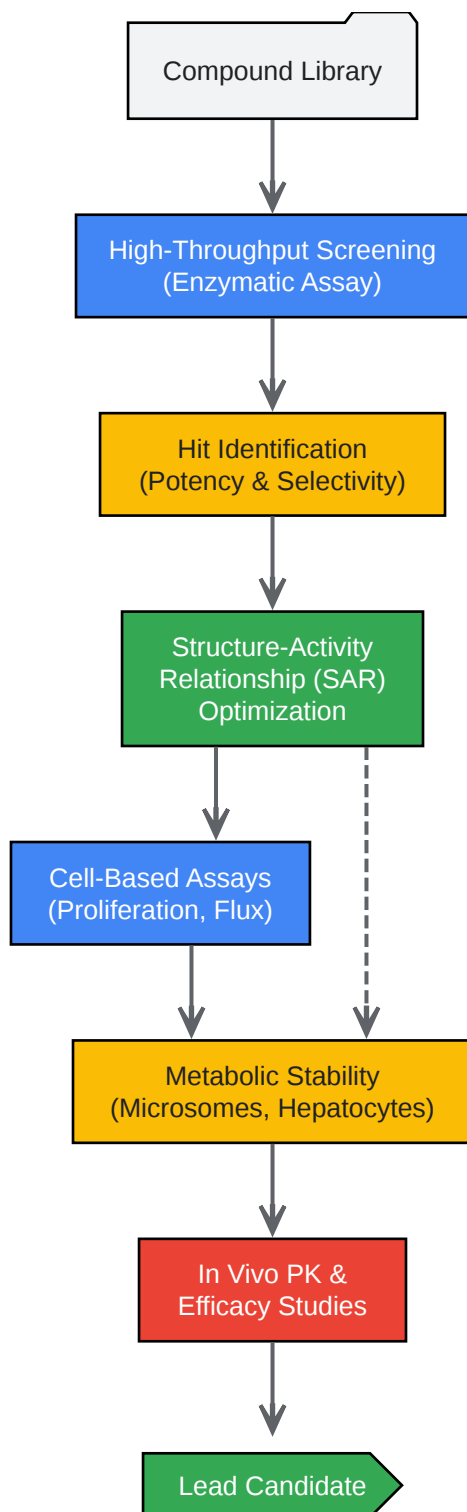 Compound Library
High-Throughput Screening
(Enzymatic Assay)
Hit Identification
(Potency & Selectivity)
Structure-Activity
Relationship (SAR)
Optimization
Cell-Based Assays
(Proliferation, Flux)
Metabolic Stability
(Microsomes, Hepatocytes)
In Vivo PK &
Efficacy Studies
Lead Candidate